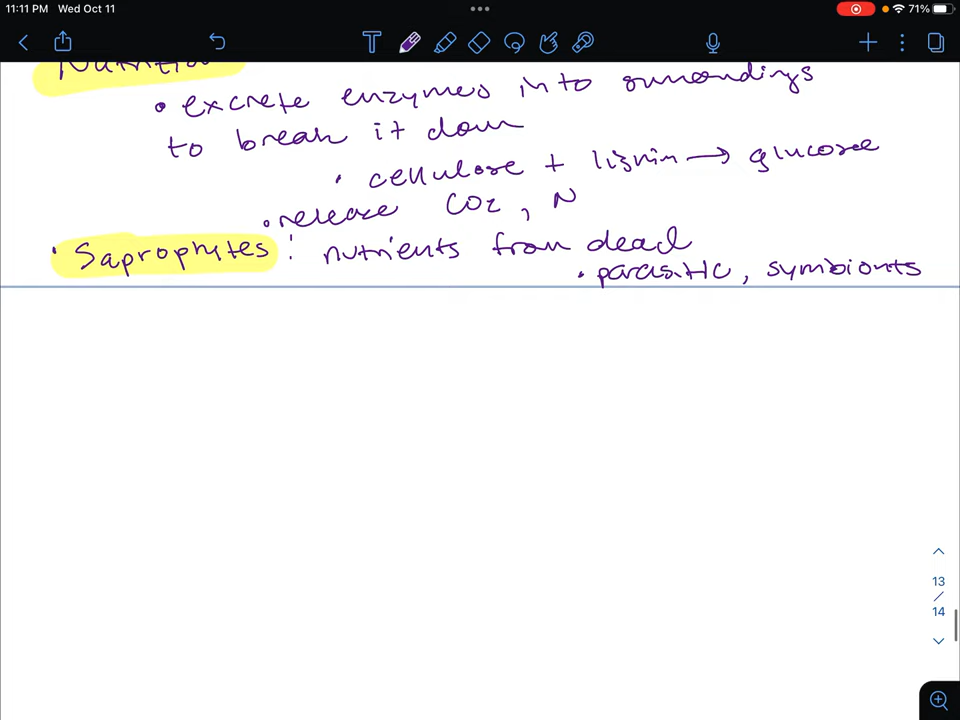 11:11 PM Wed Oct 11
71%
T
Nutrition
• excrete enzymes into surroundings
to break it down
• cellulose + lignin → glucose
• release CO2, N
• Saprophytes: nutrients from dead
• parasitic, symbionts
13
/
14